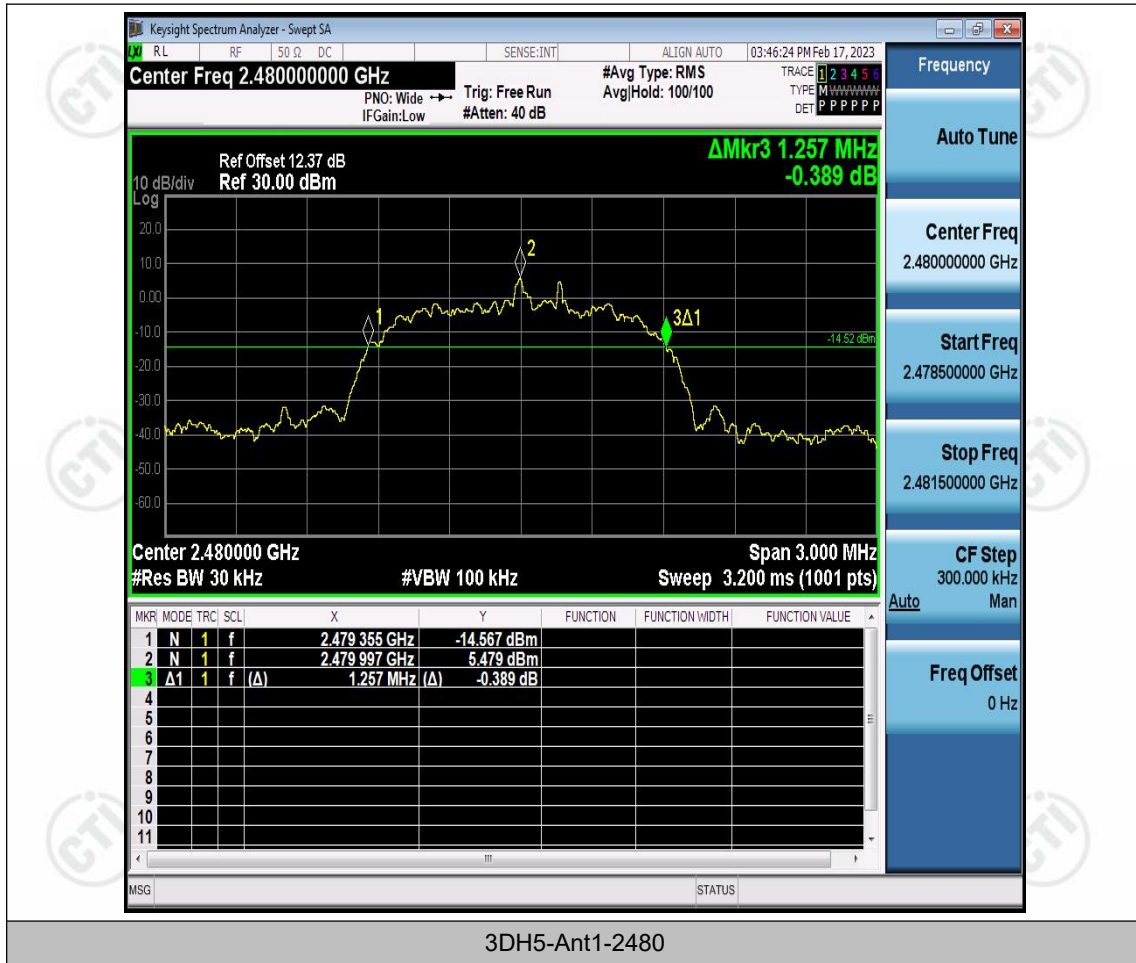 Keysight Spectrum Analyzer - Swept SA
LXI RL RF 50 Ω DC SENSE:INT ALIGN AUTO 03:46:24 PM Feb 17, 2023
Center Freq 2.480000000 GHz
PNO: Wide
IFGain:Low
Trig: Free Run
#Atten: 40 dB
#Avg Type: RMS
Avg|Hold: 100/100
TRACE 1 2 3 4 5 6
TYPE M WWWWW
DET P P P P P P
10 dB/div
Log
Ref Offset 12.37 dB
Ref 30.00 dBm
ΔMkr3 1.257 MHz
-0.389 dB
20.0
10.0
0.00
-10.0
-20.0
-30.0
-40.0
-50.0
-60.0
1
2
3Δ1
-14.52 dBm
Center 2.480000 GHz Span 3.000 MHz
#Res BW 30 kHz #VBW 100 kHz Sweep 3.200 ms (1001 pts)
MKR MODE TRC SCL X Y FUNCTION FUNCTION WIDTH FUNCTION VALUE
1 N 1 f 2.479 355 GHz -14.567 dBm
2 N 1 f 2.479 997 GHz 5.479 dBm
3 Δ1 1 f (Δ) 1.257 MHz (Δ) -0.389 dB
4
5
6
7
8
9
10
11
MSG STATUS
Frequency
Auto Tune
Center Freq
2.480000000 GHz
Start Freq
2.478500000 GHz
Stop Freq
2.481500000 GHz
CF Step
300.000 kHz
Auto Man
Freq Offset
0 Hz
CTI
CTI
CTI
CTI
CTI
CTI
3DH5-Ant1-2480